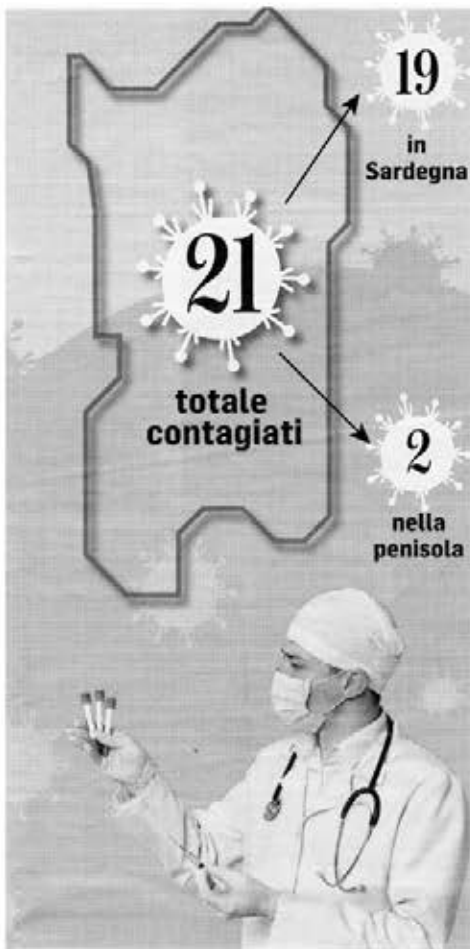 19
in
Sardegna
21
totale
contagiati
2
nella
penisola